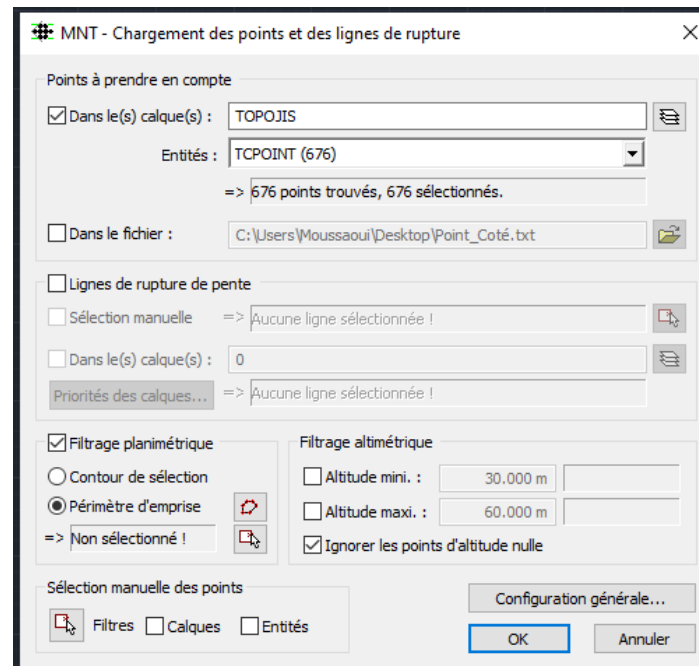 MNT - Chargement des points et des lignes de rupture
Points à prendre en compte
Dans le(s) calque(s) : TOPOJIS
Entités : TCPOINT (676)
=> 676 points trouvés, 676 sélectionnés.
Dans le fichier : C:\Users\Moussaoui\Desktop\Point_Coté.txt
Lignes de rupture de pente
Sélection manuelle => Aucune ligne sélectionnée !
Dans le(s) calque(s) : 0
Priorités des calques... => Aucune ligne sélectionnée !
Filtrage planimétrique
Contour de sélection
Périmètre d'emprise
=> Non sélectionné !
Filtrage altimétrique
Altitude mini. : 30.000 m
Altitude maxi. : 60.000 m
Ignorer les points d'altitude nulle
Sélection manuelle des points
Filtres Calques Entités
Configuration générale...
OK Annuler